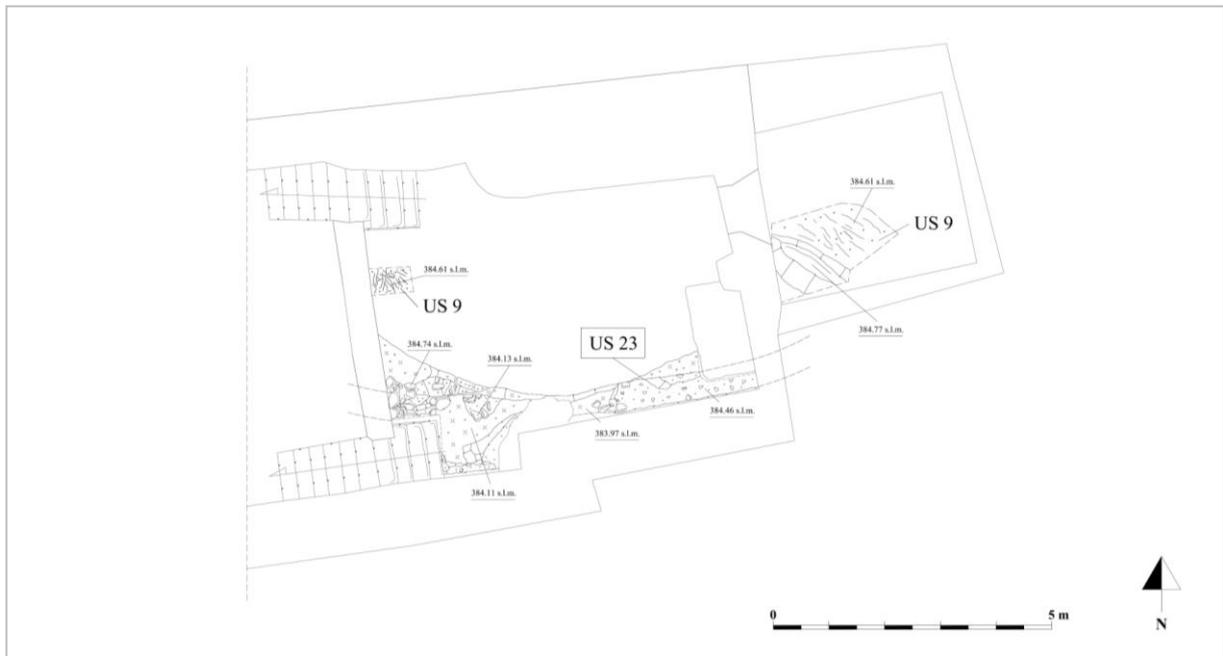 384.61 s.l.m.
US 9
384.61 s.l.m.
US 9
384.77 s.l.m.
384.74 s.l.m.
US 23
384.13 s.l.m.
384.46 s.l.m.
383.97 s.l.m.
384.11 s.l.m.
0 5 m
N